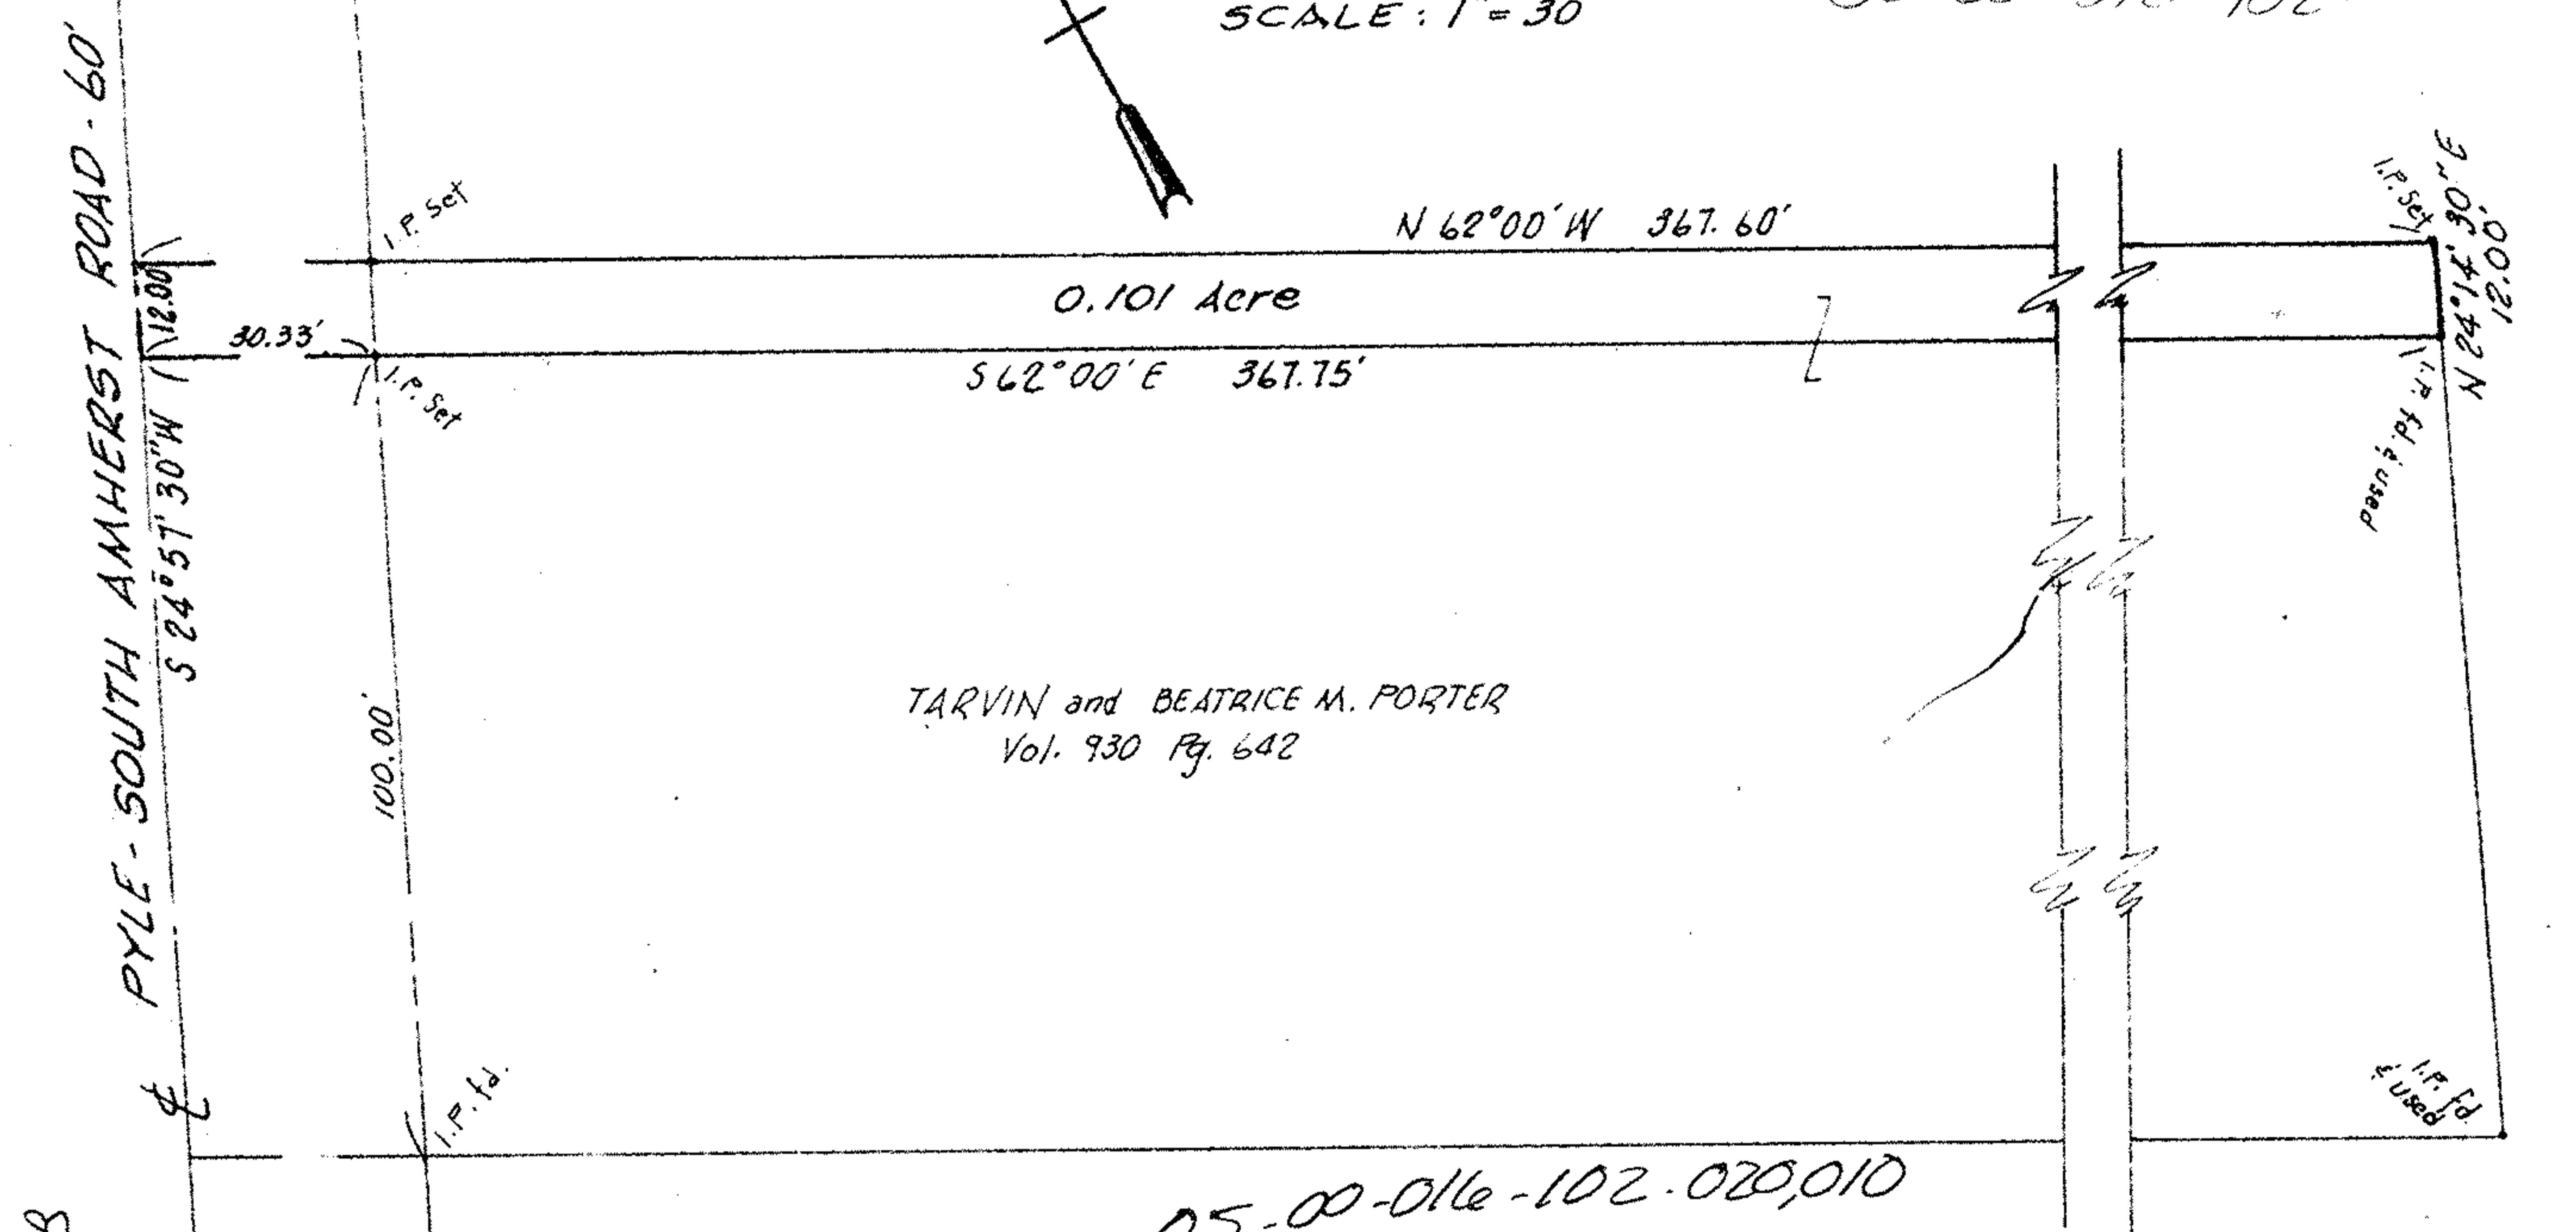 SCALE: 1" = 30
PYLE - SOUTH AMHERST ROAD - 60'
I.P. Set
N 62°00' W 367.60'
I.P. Set
N 24°14' 30" E
12.00'
12.00
0.101 Acre
30.33'
S 62°00' E 367.75'
I.P. Set
I.P. fd. & used
S 24°57' 30" W
100.00'
TARVIN and BEATRICE M. PORTER
Vol. 930 Pg. 642
℄
I.P. fd.
I.P. fd.
& used
05-00-016-102.020,010